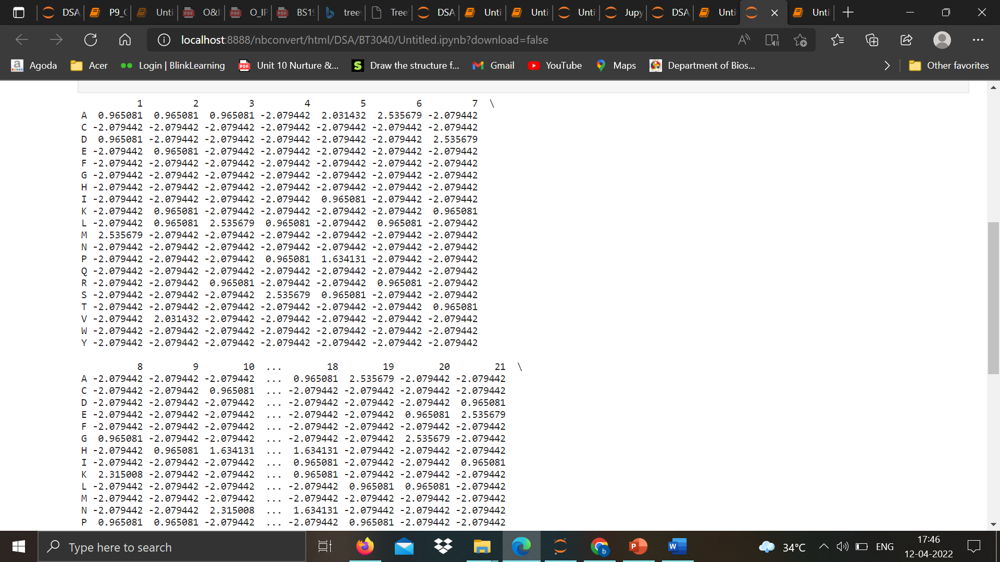 DSA P9_C Unti O&I O_IP BS19 tree Tree DSA Unti Unti Unti Jupy DSA Unti Unti
localhost:8888/nbconvert/html/DSA/BT3040/Untitled.ipynb?download=false
Agoda Acer Login | BlinkLearning Unit 10 Nurture &... Draw the structure f... Gmail YouTube Maps Department of Bios... Other favorites
1 2 3 4 5 6 7 \
A 0.965081 0.965081 0.965081 -2.079442 2.031432 2.535679 -2.079442
C -2.079442 -2.079442 -2.079442 -2.079442 -2.079442 -2.079442 -2.079442
D 0.965081 -2.079442 -2.079442 -2.079442 -2.079442 -2.079442 2.535679
E -2.079442 0.965081 -2.079442 -2.079442 -2.079442 -2.079442 -2.079442
F -2.079442 -2.079442 -2.079442 -2.079442 -2.079442 -2.079442 -2.079442
G -2.079442 -2.079442 -2.079442 -2.079442 -2.079442 -2.079442 -2.079442
H -2.079442 -2.079442 -2.079442 -2.079442 -2.079442 -2.079442 -2.079442
I -2.079442 -2.079442 -2.079442 -2.079442 0.965081 -2.079442 -2.079442
K -2.079442 0.965081 -2.079442 -2.079442 -2.079442 -2.079442 0.965081
L -2.079442 0.965081 2.535679 0.965081 -2.079442 0.965081 -2.079442
M 2.535679 -2.079442 -2.079442 -2.079442 -2.079442 -2.079442 -2.079442
N -2.079442 -2.079442 -2.079442 -2.079442 -2.079442 -2.079442 -2.079442
P -2.079442 -2.079442 -2.079442 0.965081 1.634131 -2.079442 -2.079442
Q -2.079442 -2.079442 -2.079442 -2.079442 -2.079442 -2.079442 -2.079442
R -2.079442 -2.079442 0.965081 -2.079442 -2.079442 0.965081 -2.079442
S -2.079442 -2.079442 -2.079442 2.535679 0.965081 -2.079442 -2.079442
T -2.079442 -2.079442 -2.079442 -2.079442 -2.079442 -2.079442 0.965081
V -2.079442 2.031432 -2.079442 -2.079442 -2.079442 -2.079442 -2.079442
W -2.079442 -2.079442 -2.079442 -2.079442 -2.079442 -2.079442 -2.079442
Y -2.079442 -2.079442 -2.079442 -2.079442 -2.079442 -2.079442 -2.079442
8 9 10 ... 18 19 20 21 \
A -2.079442 -2.079442 -2.079442 ... 0.965081 2.535679 -2.079442 -2.079442
C -2.079442 -2.079442 0.965081 ... -2.079442 -2.079442 -2.079442 -2.079442
D -2.079442 -2.079442 -2.079442 ... -2.079442 -2.079442 -2.079442 0.965081
E -2.079442 -2.079442 -2.079442 ... -2.079442 -2.079442 0.965081 2.535679
F -2.079442 -2.079442 -2.079442 ... -2.079442 -2.079442 -2.079442 -2.079442
G 0.965081 -2.079442 -2.079442 ... -2.079442 -2.079442 2.535679 -2.079442
H -2.079442 0.965081 1.634131 ... 1.634131 -2.079442 -2.079442 -2.079442
I -2.079442 -2.079442 -2.079442 ... 0.965081 -2.079442 -2.079442 0.965081
K 2.315008 -2.079442 -2.079442 ... 0.965081 -2.079442 -2.079442 -2.079442
L -2.079442 -2.079442 -2.079442 ... -2.079442 0.965081 0.965081 -2.079442
M -2.079442 -2.079442 -2.079442 ... -2.079442 -2.079442 -2.079442 -2.079442
N -2.079442 -2.079442 2.315008 ... 1.634131 -2.079442 -2.079442 -2.079442
P 0.965081 0.965081 -2.079442 ... -2.079442 0.965081 -2.079442 -2.079442
Type here to search 34°C ENG 17:46
12-04-2022